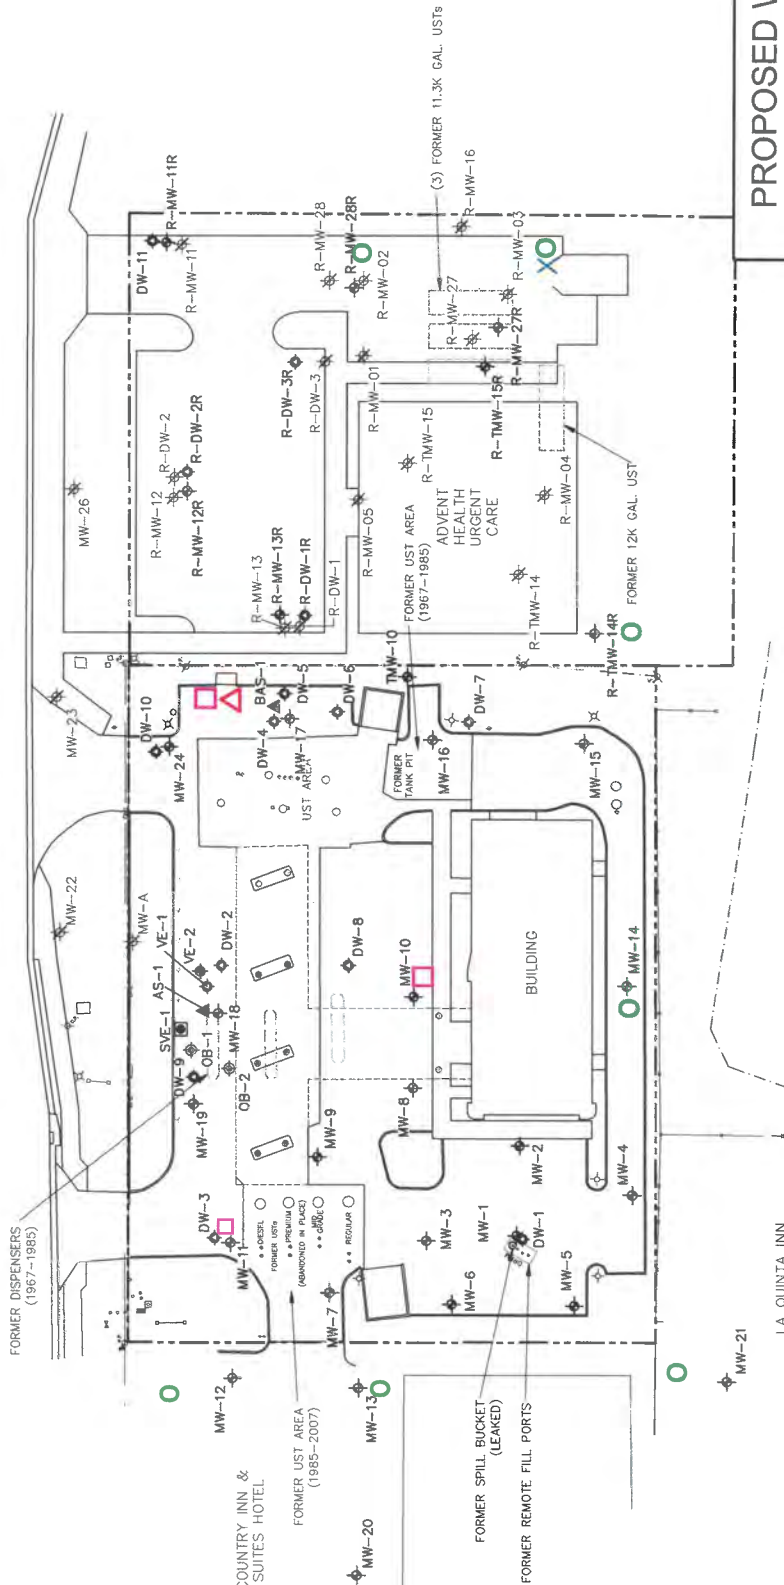 PROPOSED
(3) FORMER 11.3K GAL. USTs
R-MW-16
R-MW-11R
DW-11
R-MW-11
R-MW-28
R-MW-28R
R-MW-02
R-MW-03
R-MW-27
R-MW-27R
R-TMW-15R
R-DW-3R
R-DW-3
R-MW-01
R-DW-2
R-DW-2R
R-MW-12
R-MW-12R
MW-26
R-TMW-15
R-MW-05
ADVENT
HEALTH
URGENT
CARE
R-MW-04
FORMER 12K GAL. UST
R-MW-13
R-MW-13R
R-DW-1R
R-DW-1
FORMER UST AREA
(1967-1985)
R-TMW-14
R-TMW-14R
MW-23
DW-10
MW-24
BAS-1
DW-5
DW-6
TMW-10
DW-7
DW-4
MW-17
UST AREA
FORMER
TANK PIT
MW-16
MW-15
MW-22
MW-A
VE-1
VE-2
DW-2
AS-1
SVE-1
OB-1
MW-18
DW-8
MW-10
BUILDING
MW-14
DW-9
OB-2
MW-19
MW-9
MW-8
MW-2
MW-4
FORMER DISPENSERS
(1967-1985)
DW-3
MW-11
DIESEL
FORMER USTs
PREMIUM
(ABANDONED IN PLACE)
MID
GRADE
REGULAR
MW-3
MW-1
DW-1
MW-6
MW-5
MW-7
LA QUINTA INN
MW-12
MW-13
MW-21
COUNTRY INN &
SUITES HOTEL
FORMER UST AREA
(1985-2007)
FORMER SPILL BUCKET
(LEAKED)
FORMER REMOTE FILL PORTS
MW-20